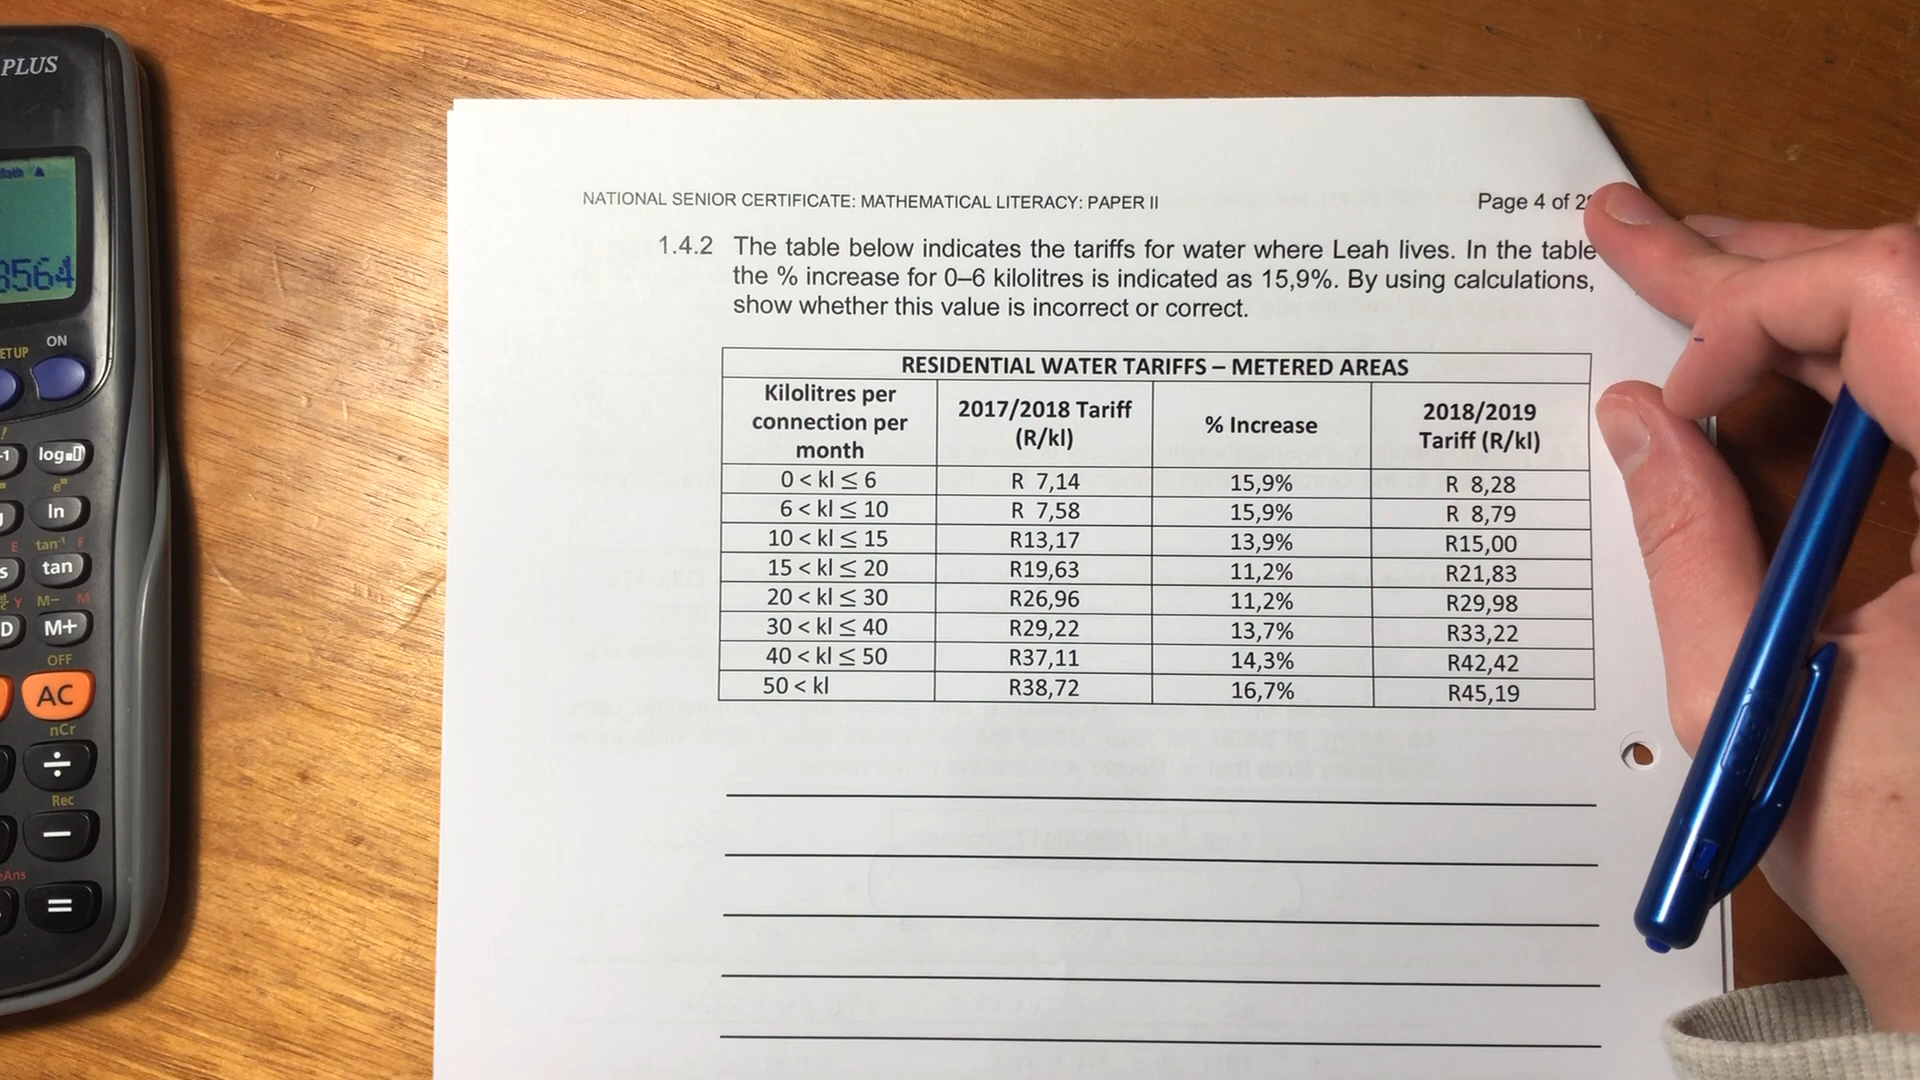 PLUS
Math ▲
8564
ETUP
ON
log
e
ln
E tan⁻¹ F
tan
Y M− M
M+
OFF
AC
nCr
÷
Rec
−
Ans
=
NATIONAL SENIOR CERTIFICATE: MATHEMATICAL LITERACY: PAPER II Page 4 of
1.4.2 The table below indicates the tariffs for water where Leah lives. In the table
the % increase for 0–6 kilolitres is indicated as 15,9%. By using calculations,
show whether this value is incorrect or correct.
RESIDENTIAL WATER TARIFFS – METERED AREAS
Kilolitres per connection per month 2017/2018 Tariff (R/kl) % Increase 2018/2019 Tariff (R/kl)
0 < kl ≤ 6 R 7,14 15,9% R 8,28
6 < kl ≤ 10 R 7,58 15,9% R 8,79
10 < kl ≤ 15 R13,17 13,9% R15,00
15 < kl ≤ 20 R19,63 11,2% R21,83
20 < kl ≤ 30 R26,96 11,2% R29,98
30 < kl ≤ 40 R29,22 13,7% R33,22
40 < kl ≤ 50 R37,11 14,3% R42,42
50 < kl R38,72 16,7% R45,19